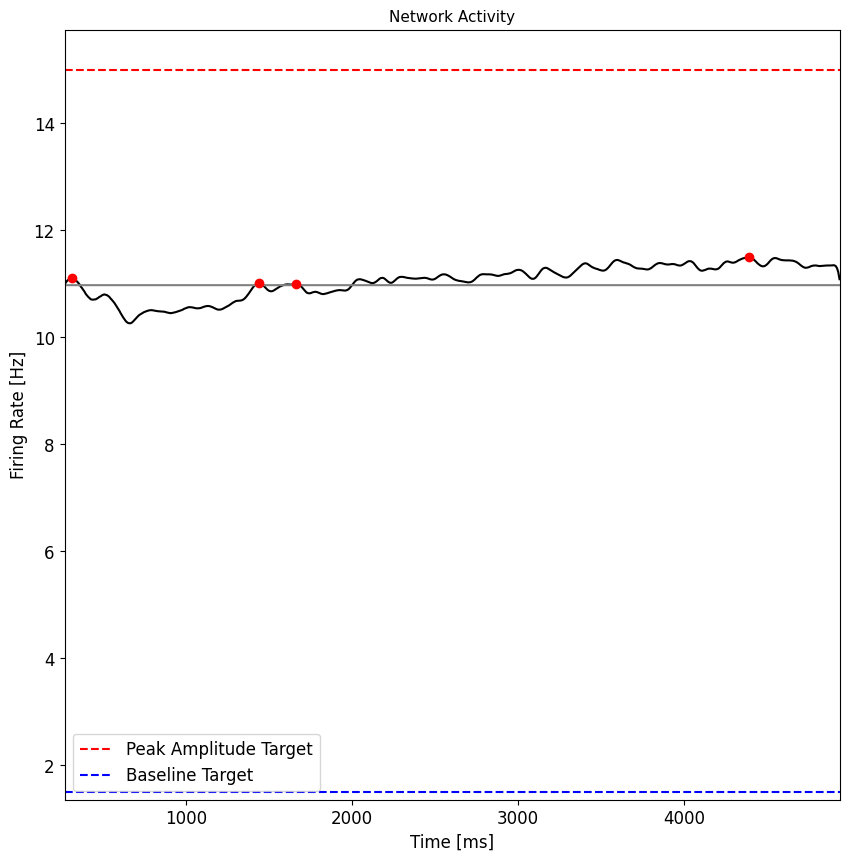 Network Activity
Firing Rate [Hz]
14
12
10
8
6
4
2
Peak Amplitude Target
Baseline Target
1000 2000 3000 4000
Time [ms]